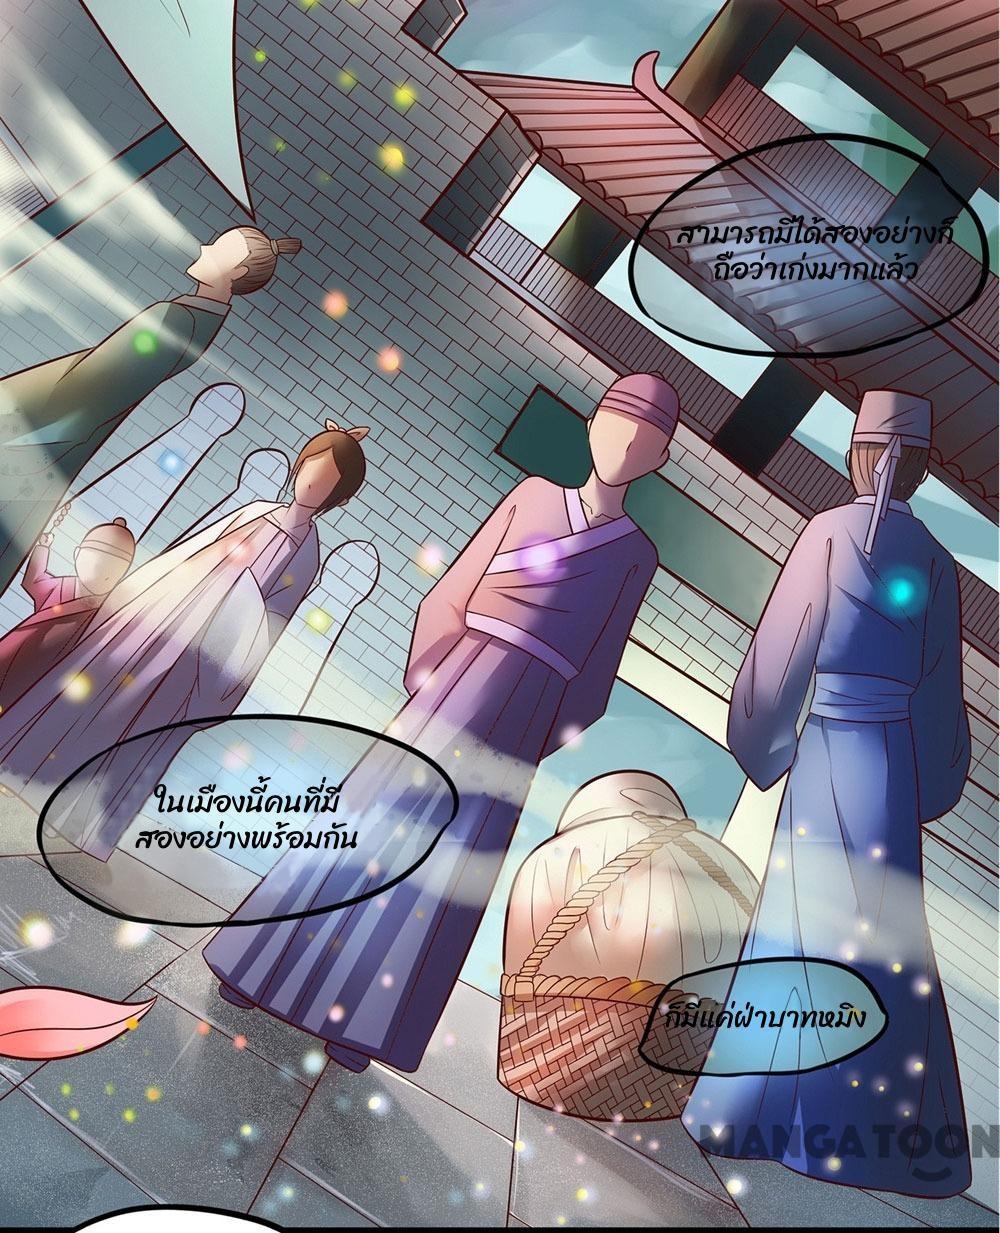 สามารถมีได้สองอย่างก็
ถือว่าเก่งมากแล้ว
ในเมืองนี้คนที่มี
สองอย่างพร้อมกัน
ก็มีแค่ฝ่าบาทหมิง
MANGATOON